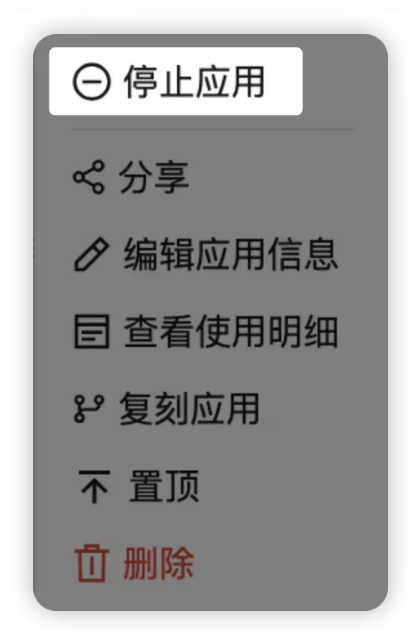 停止应用
分享
编辑应用信息
查看使用明细
复刻应用
置顶
删除